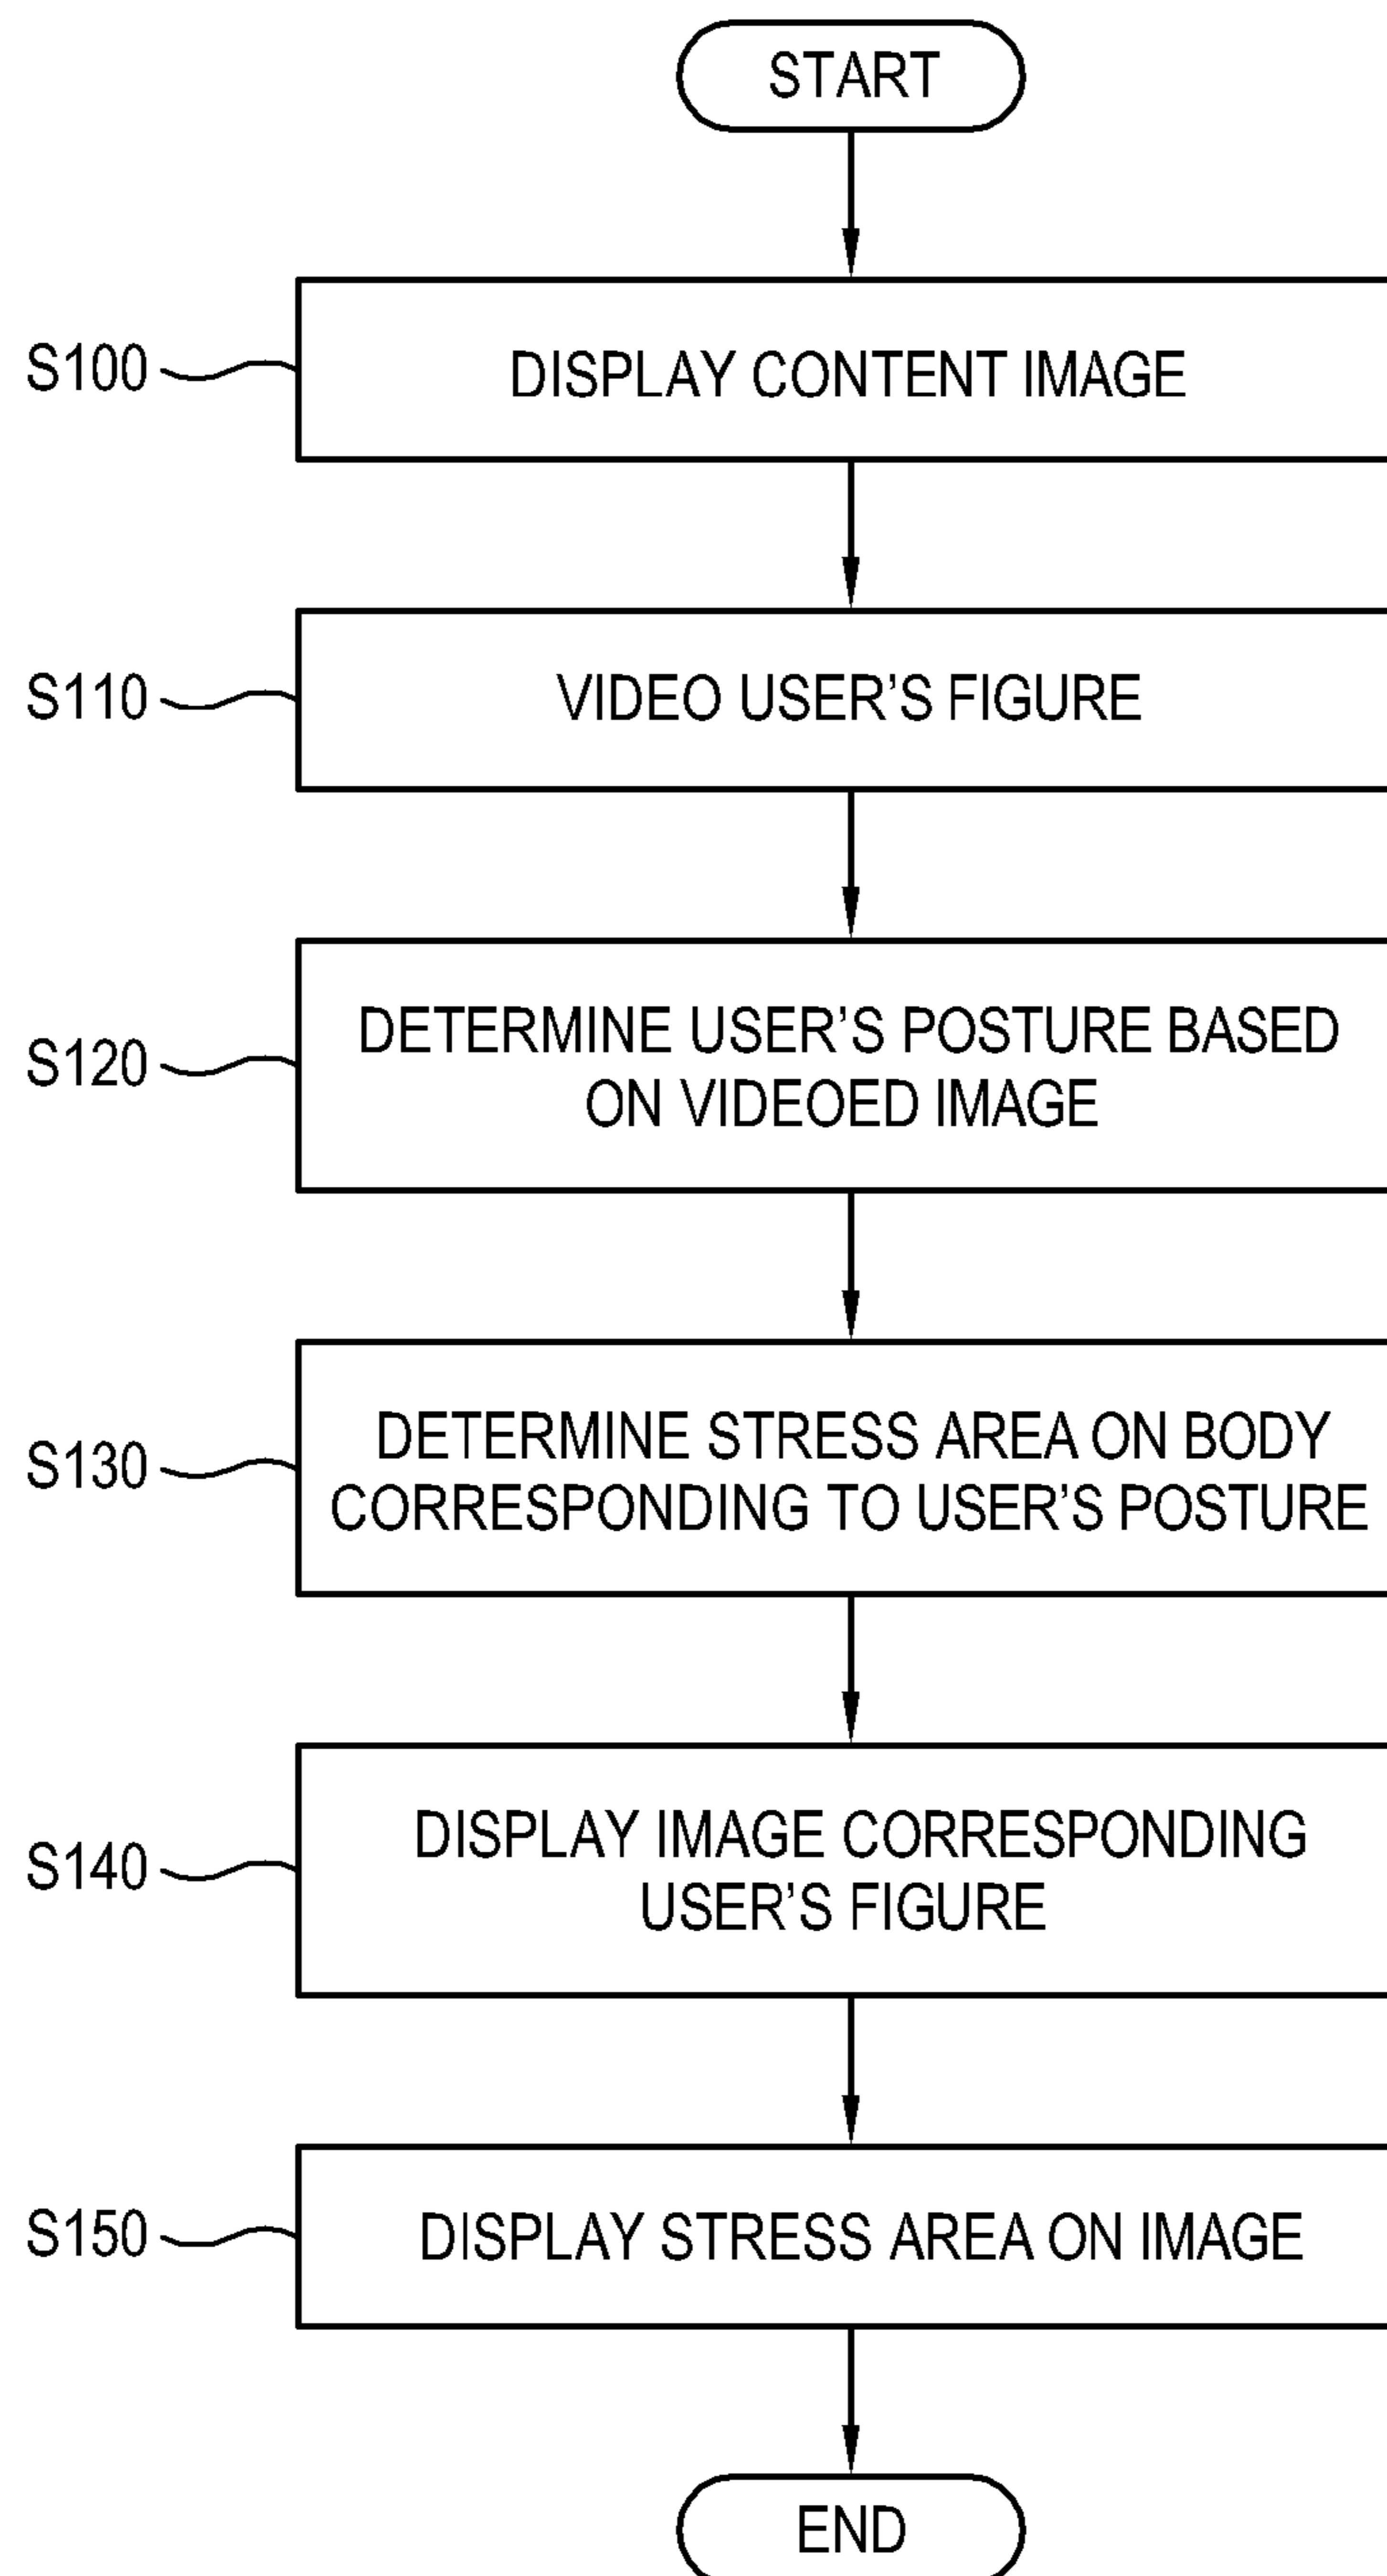 START
S100
DISPLAY CONTENT IMAGE
S110
VIDEO USER’S FIGURE
S120
DETERMINE USER’S POSTURE BASED
ON VIDEOED IMAGE
S130
DETERMINE STRESS AREA ON BODY
CORRESPONDING TO USER’S POSTURE
S140
DISPLAY IMAGE CORRESPONDING
USER’S FIGURE
S150
DISPLAY STRESS AREA ON IMAGE
END